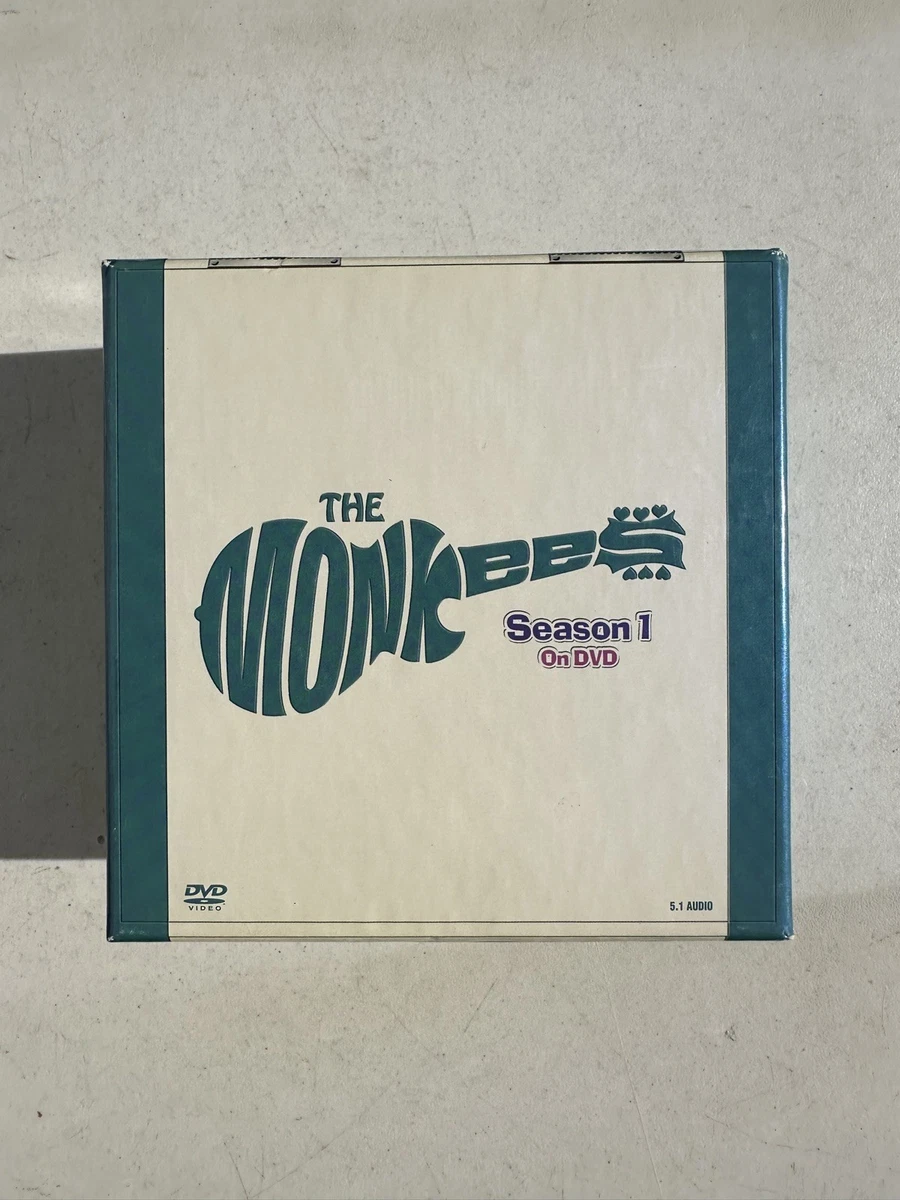 THE
MONKEES
Season 1
On DVD
DVD
VIDEO
5.1 AUDIO